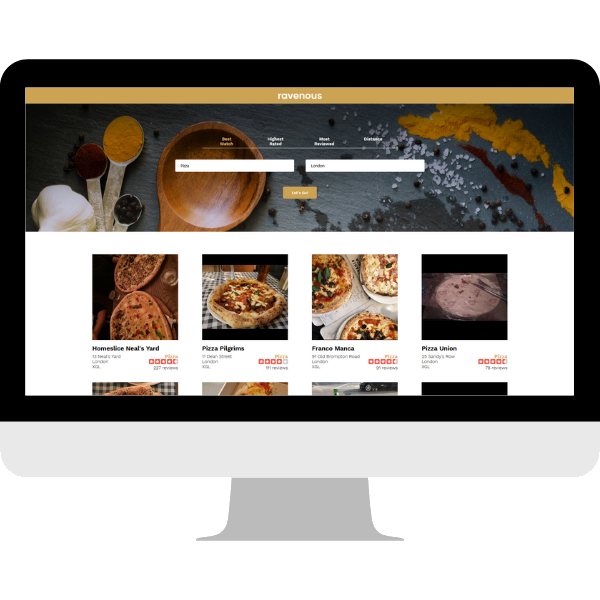 ravenous
Best
Match
Highest
Rated
Most
Reviewed
Distance
Pizza
London
Let's Go!
Homeslice Neal's Yard
13 Neal's Yard
London
XGL
Pizza
227 reviews
Pizza Pilgrims
11 Dean Street
London
XGL
Pizza
111 reviews
Franco Manca
91 Old Brompton Road
London
XGL
Pizza
91 reviews
Pizza Union
25 Sandy's Row
London
XGL
Pizza
78 reviews